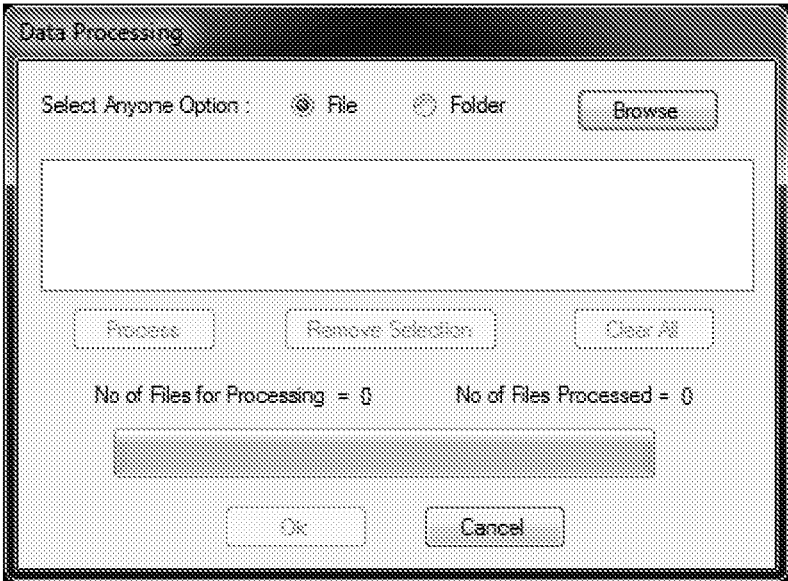 Data Processing
Select Anyone Option : File Folder Browse
Process Remove Selection Clear All
No of Files for Processing = 0 No of Files Processed = 0
Ok Cancel